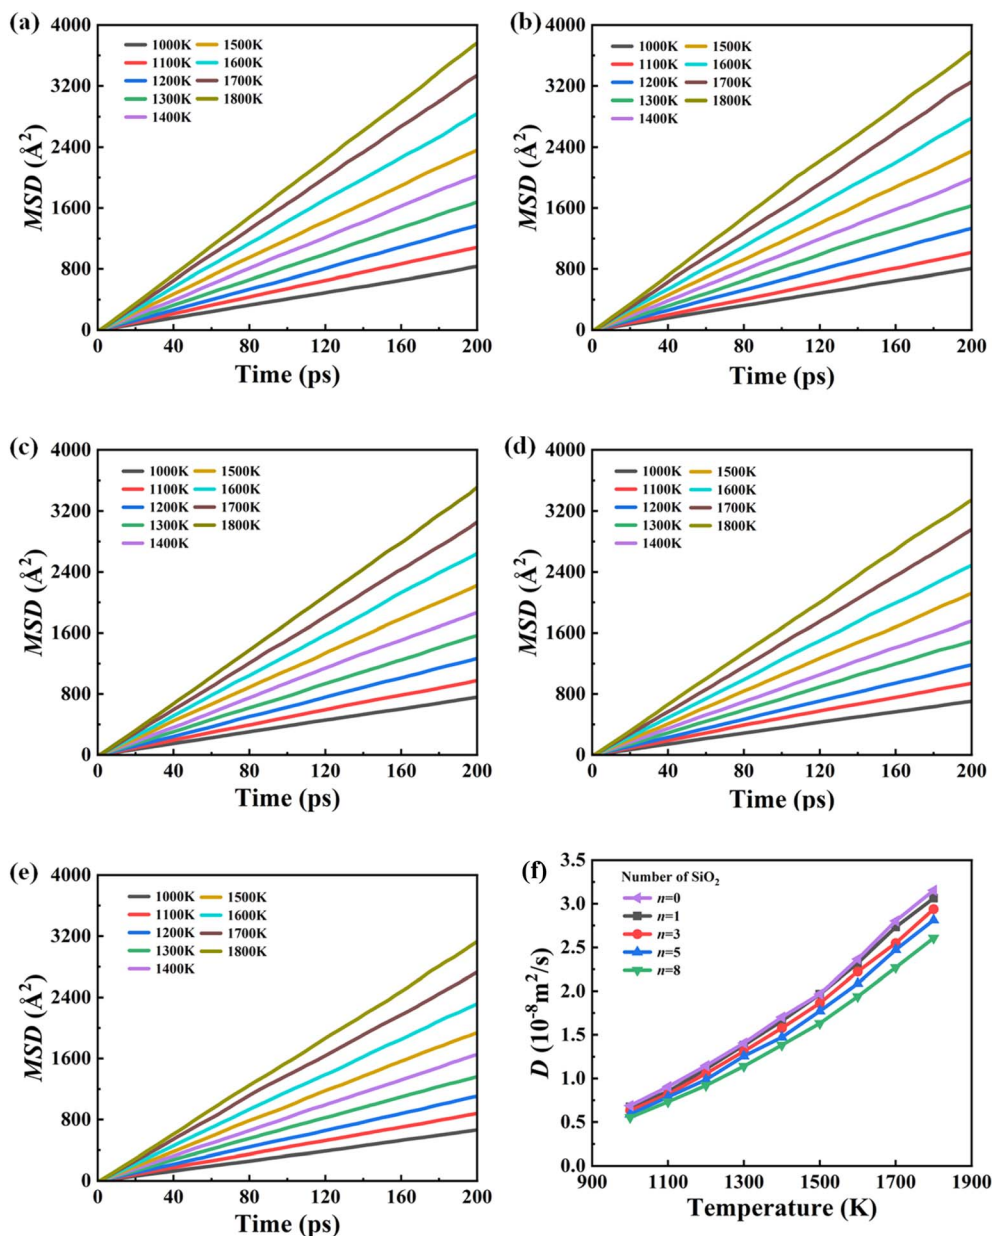 (a)
4000
3200
2400
1600
800
0
MSD (Å²)
1000K 1500K
1100K 1600K
1200K 1700K
1300K 1800K
1400K
0 40 80 120 160 200
Time (ps)
(b)
4000
3200
2400
1600
800
0
MSD (Å²)
1000K 1500K
1100K 1600K
1200K 1700K
1300K 1800K
1400K
0 40 80 120 160 200
Time (ps)
(c)
4000
3200
2400
1600
800
0
MSD (Å²)
1000K 1500K
1100K 1600K
1200K 1700K
1300K 1800K
1400K
0 40 80 120 160 200
Time (ps)
(d)
4000
3200
2400
1600
800
0
MSD (Å²)
1000K 1500K
1100K 1600K
1200K 1700K
1300K 1800K
1400K
0 40 80 120 160 200
Time (ps)
(e)
4000
3200
2400
1600
800
0
MSD (Å²)
1000K 1500K
1100K 1600K
1200K 1700K
1300K 1800K
1400K
0 40 80 120 160 200
Time (ps)
(f)
3.5
3.0
2.5
2.0
1.5
1.0
0.5
0.0
D (10⁻⁸m²/s)
Number of SiO₂
n=0
n=1
n=3
n=5
n=8
900 1100 1300 1500 1700 1900
Temperature (K)